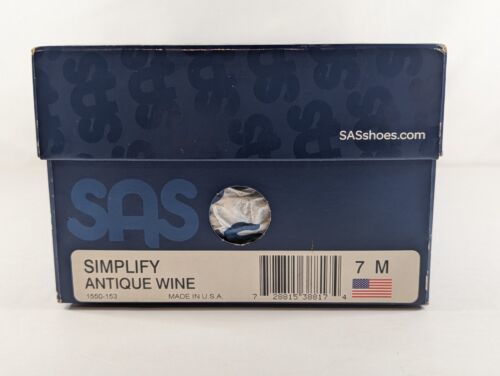 SASshoes.com
SAS
SIMPLIFY
ANTIQUE WINE
7 M
1550-153 MADE IN U.S.A.
7 28815 38817 4